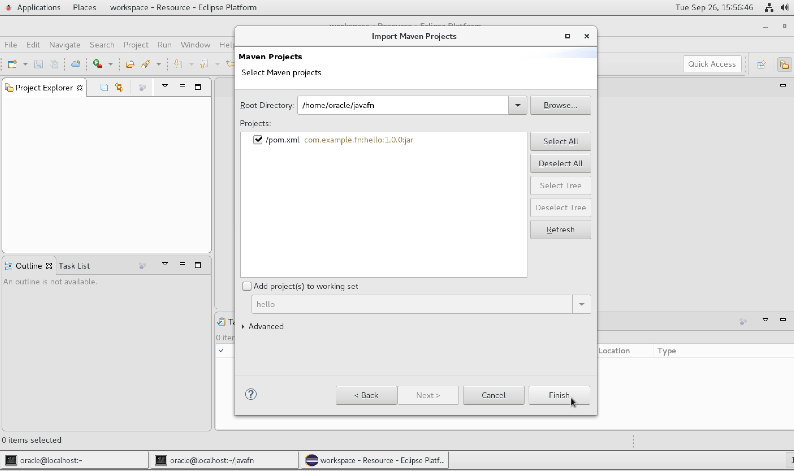 Applications Places workspace – Resource – Eclipse Platform Tue Sep 26, 15:56:46
File Edit Navigate Search Project Run Window Help
Quick Access
Project Explorer
Import Maven Projects
Maven Projects
Select Maven projects
Root Directory: /home/oracle/javafn Browse...
Projects:
/pom.xml com.example.fn:hello:1.0.0:jar
Select All
Deselect All
Select Tree
Deselect Tree
Refresh
Add project(s) to working set
hello
Advanced
< Back Next > Cancel Finish
Outline Task List
An outline is not available.
0 iter
Location Type
0 items selected
oracle@localhost:~ oracle@localhost:~/javafn workspace – Resource – Eclipse Platf...